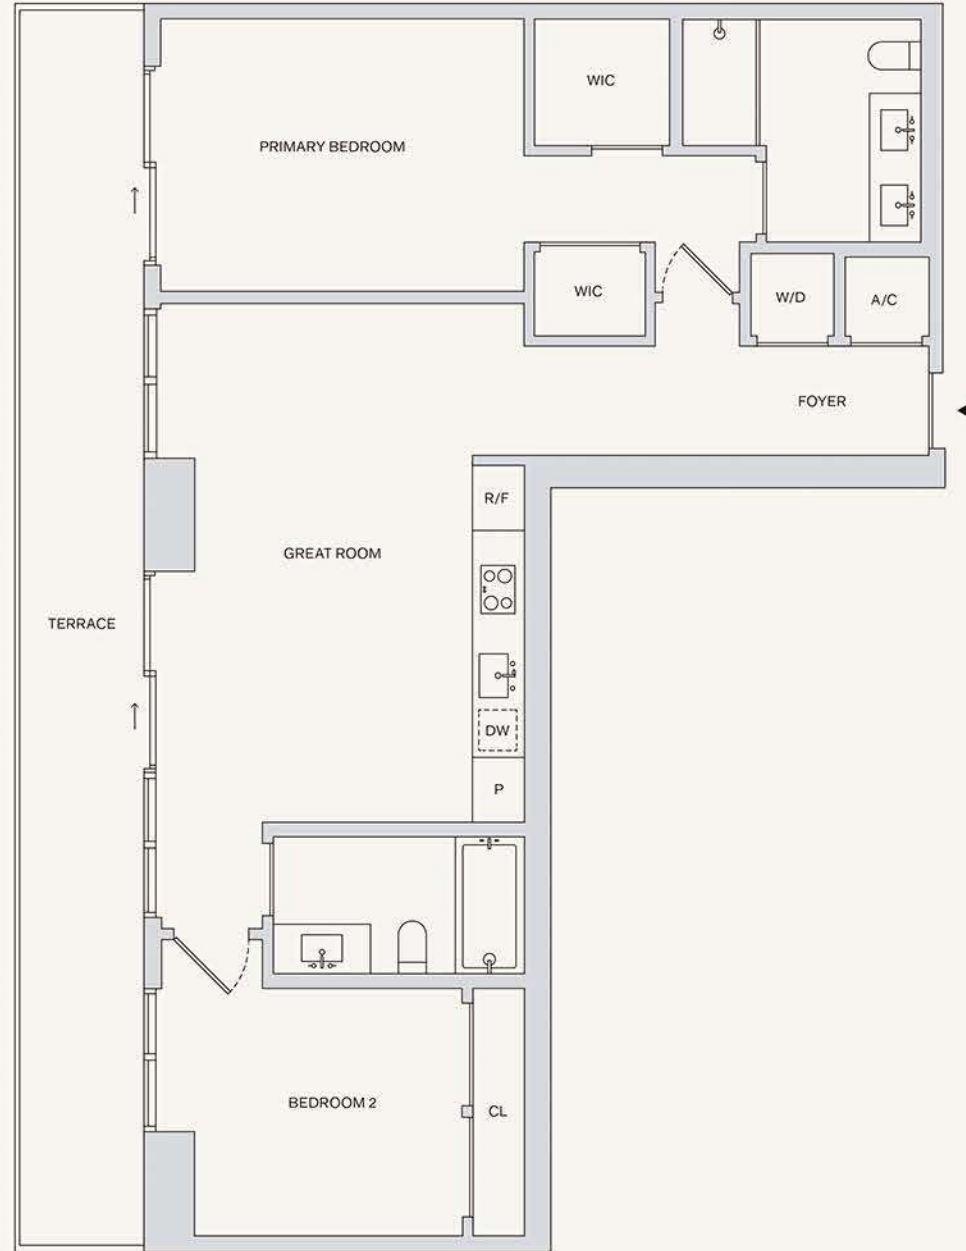 WIC
PRIMARY BEDROOM
WIC
W/D
A/C
FOYER
R/F
GREAT ROOM
TERRACE
DW
P
BEDROOM 2
CL